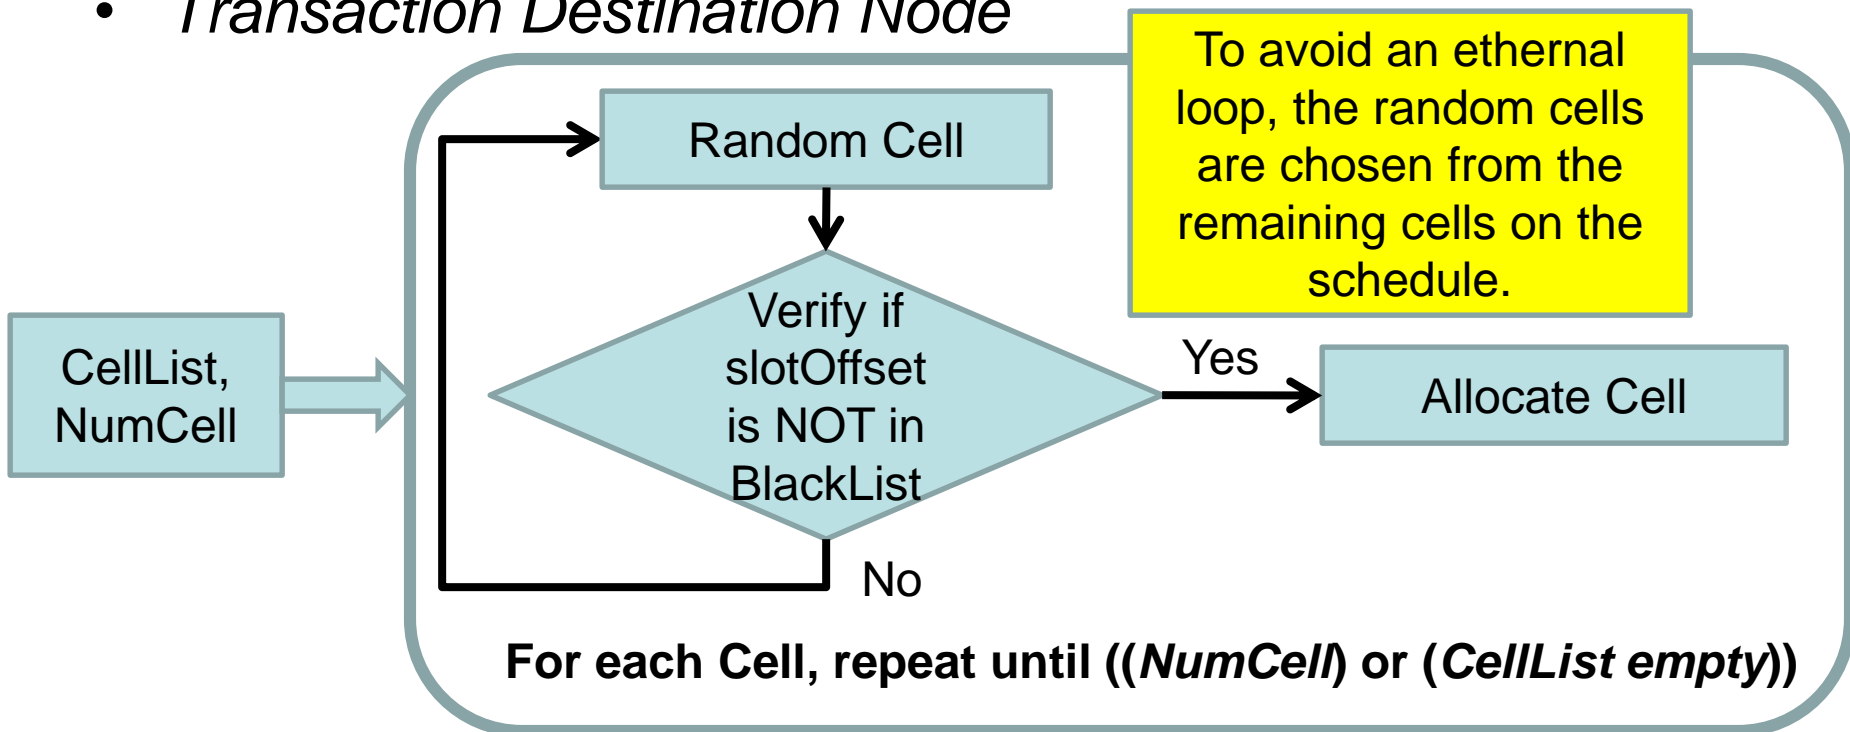 • Transaction Destination Node
To avoid an ethernal
loop, the random cells
are chosen from the
remaining cells on the
schedule.
Random Cell
Verify if
slotOffset
is NOT in
BlackList
CellList,
NumCell
Yes
Allocate Cell
No
For each Cell, repeat until ((NumCell) or (CellList empty))